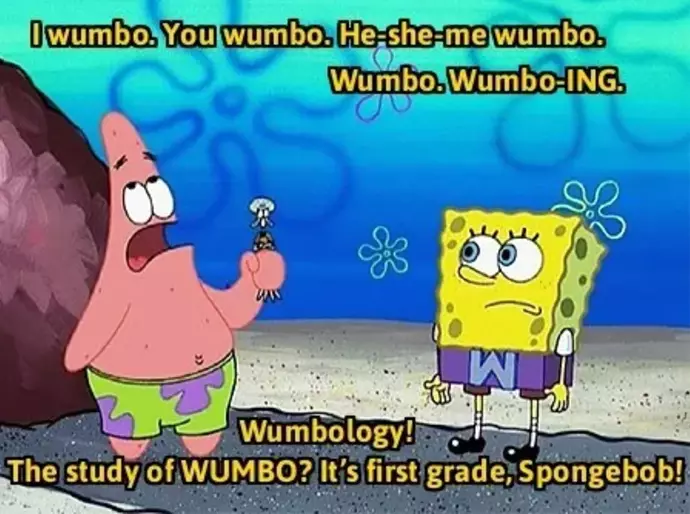 I wumbo. You wumbo. He-she-me wumbo.
Wumbo. Wumbo-ING.
W
Wumbology!
The study of WUMBO? It's first grade, Spongebob!